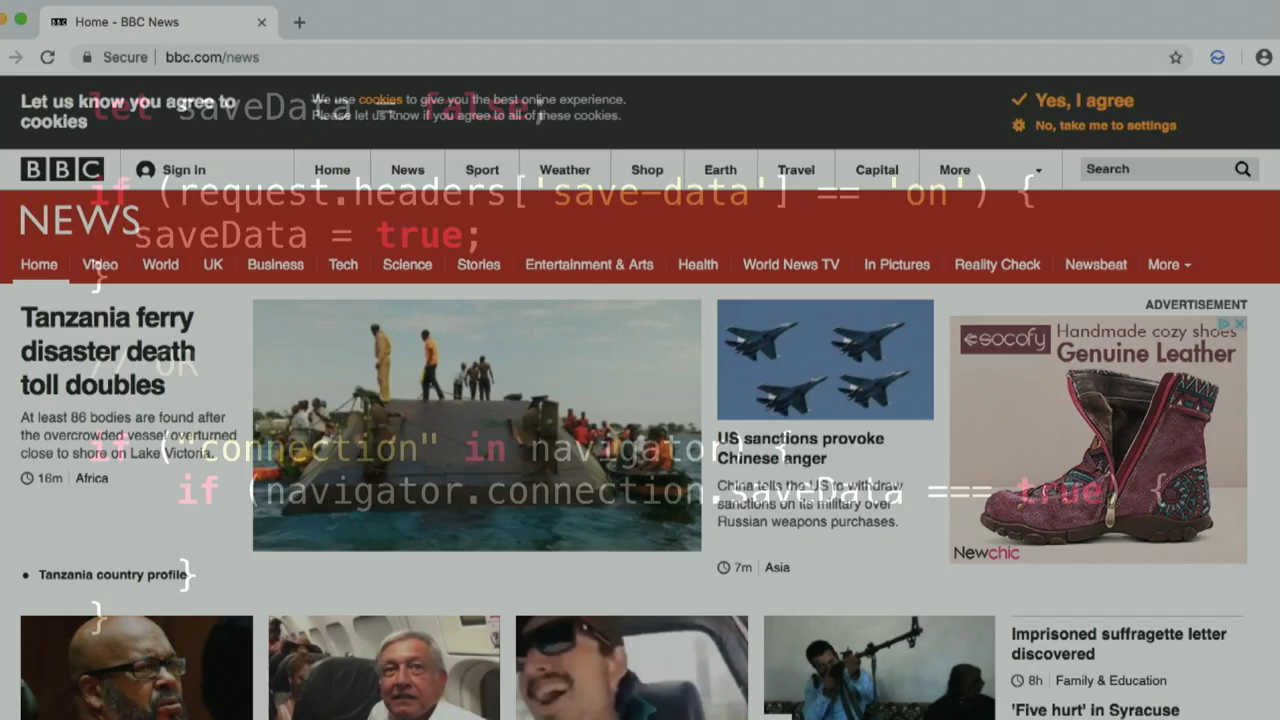 Home - BBC News
Secure
bbc.com/news
Let us know you agree to
cookies
We use cookies to give you the best online experience.
Please let us know if you agree to all of these cookies.
Yes, I agree
No, take me to settings
let saveData = false;
BBC
Sign in
Home
News
Sport
Weather
Shop
Earth
Travel
Capital
More
Search
if (request.headers['save-data'] == 'on') {
NEWS
saveData = true;
Home
Video
World
UK
Business
Tech
Science
Stories
Entertainment & Arts
Health
World News TV
In Pictures
Reality Check
Newsbeat
More
}
Tanzania ferry
disaster death
toll doubles
// OR
At least 86 bodies are found after
the overcrowded vessel overturned
close to shore on Lake Victoria.
16m
Africa
if ("connection" in navigator) {
if (navigator.connection.saveData === true) {
US sanctions provoke
Chinese anger
China tells the US to withdraw
sanctions on its military over
Russian weapons purchases.
7m
Asia
ADVERTISEMENT
socofy
Handmade cozy shoes
Genuine Leather
Newchic
Tanzania country profile
}
}
Imprisoned suffragette letter
discovered
8h
Family & Education
'Five hurt' in Syracuse